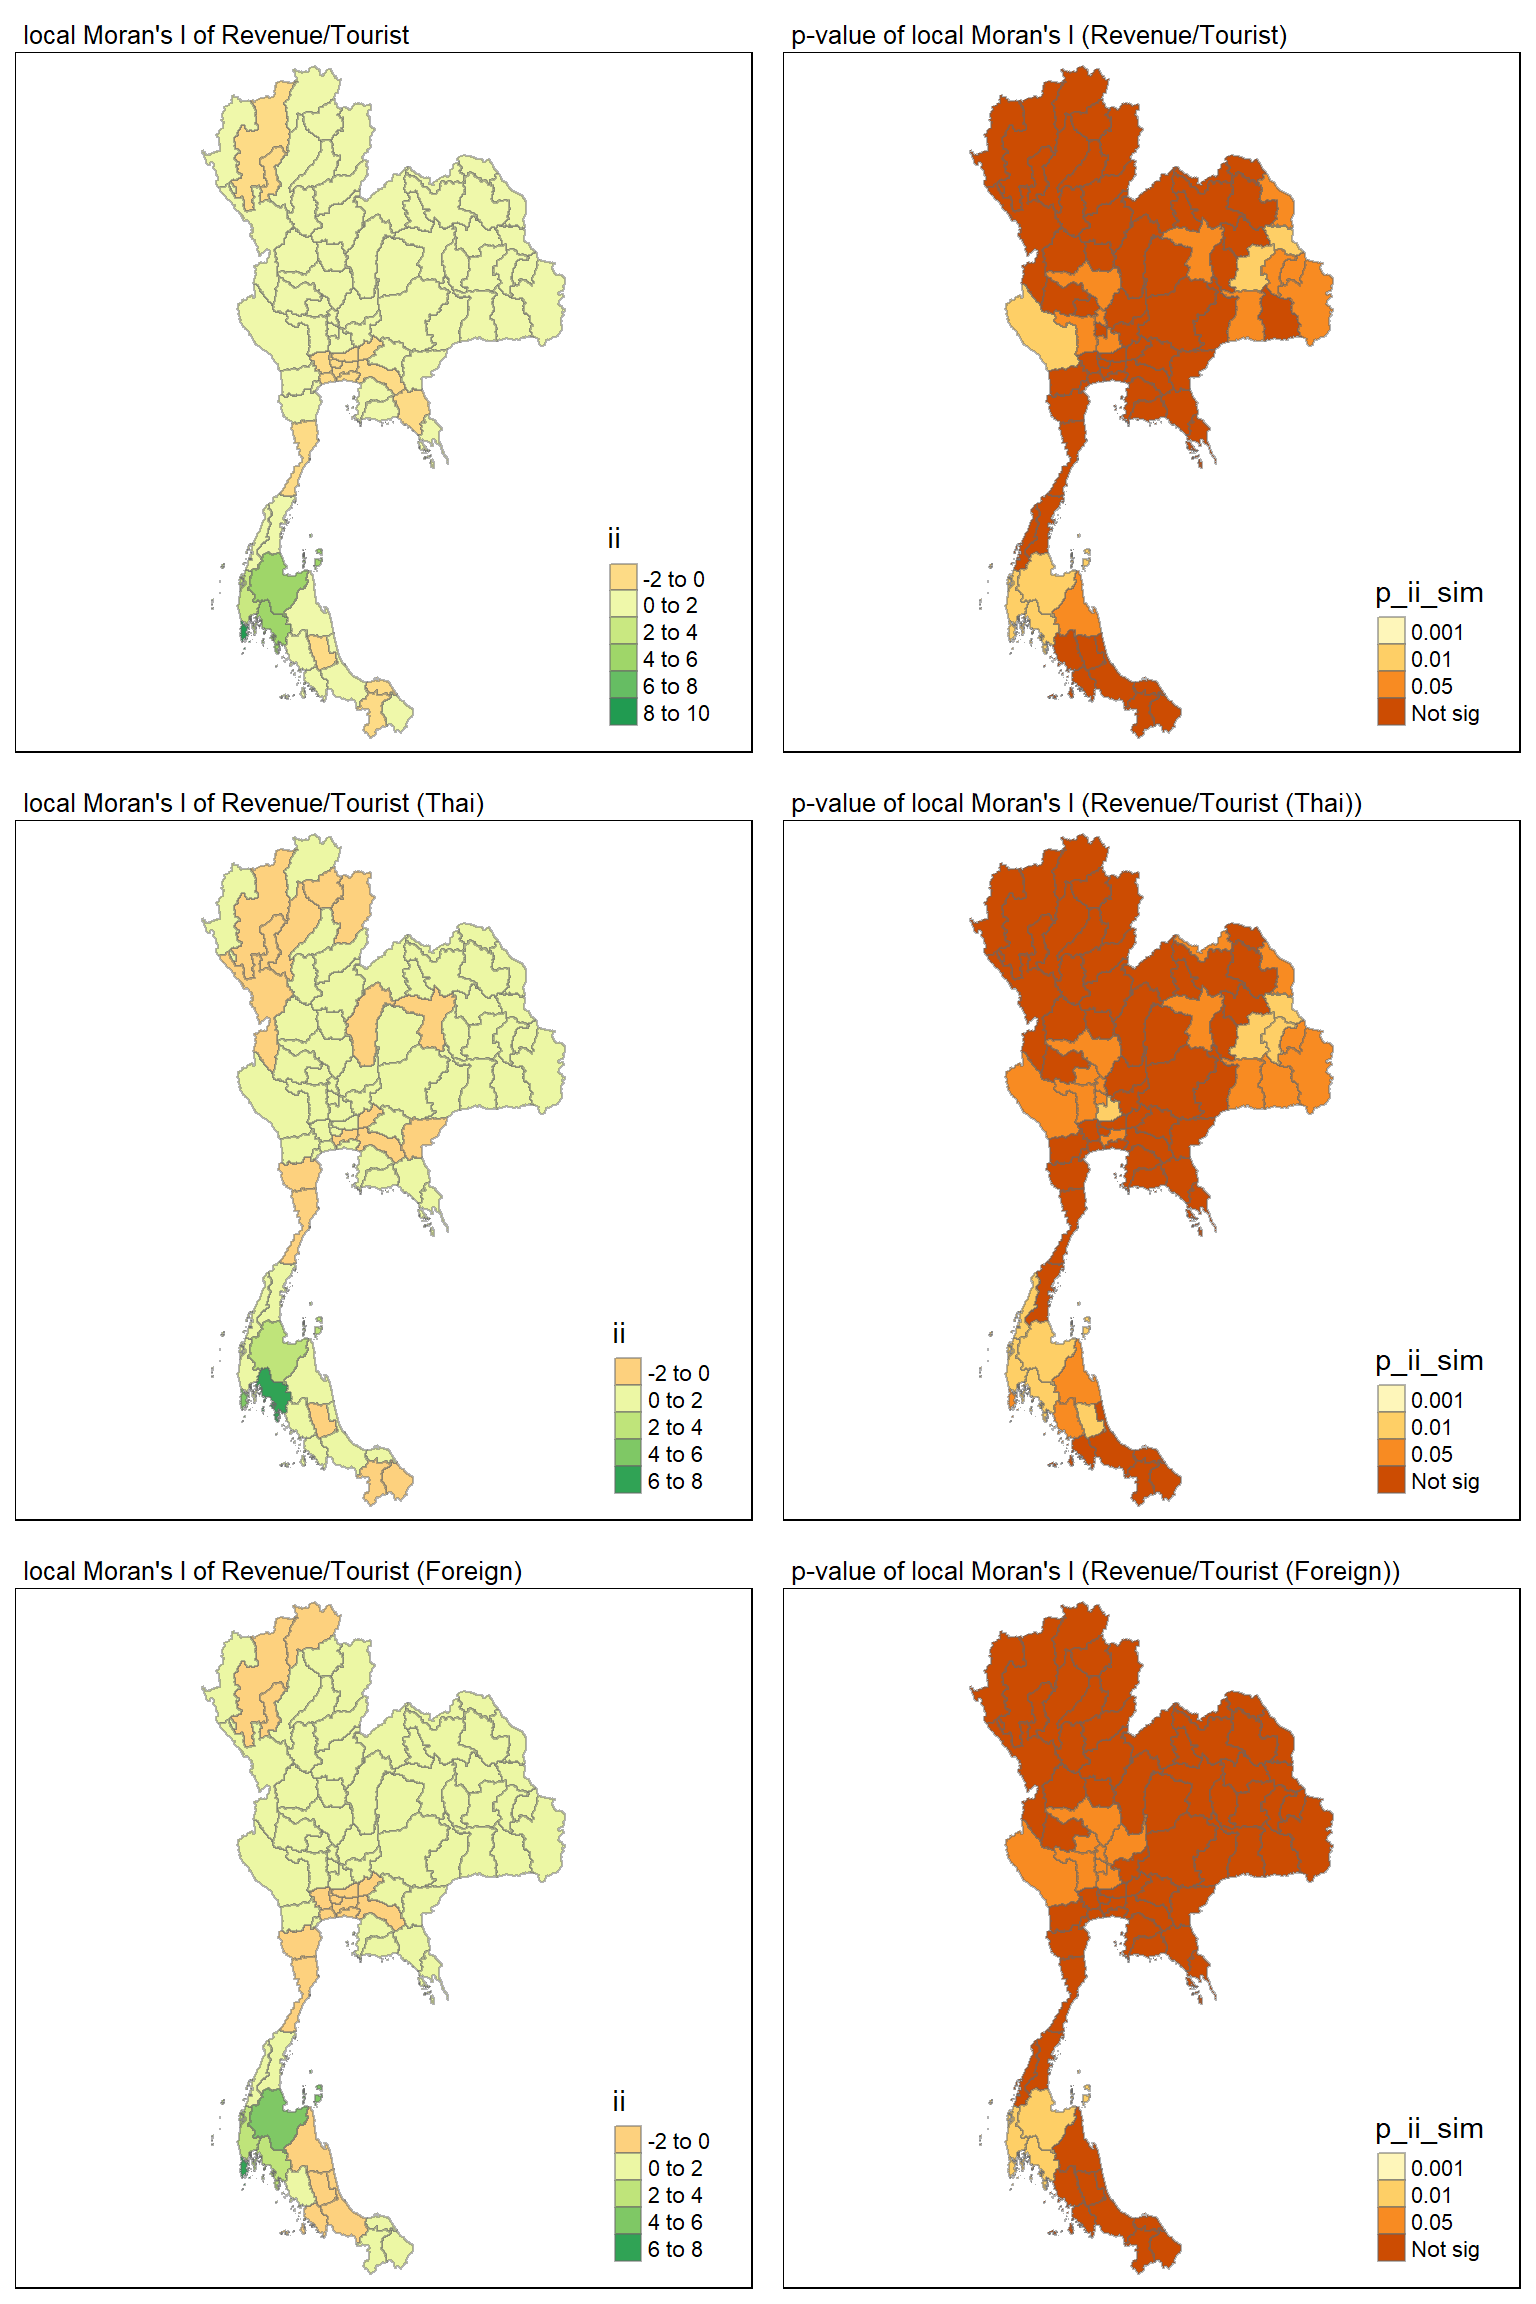 local Moran's I of Revenue/Tourist
p-value of local Moran's I (Revenue/Tourist)
ii
-2 to 0
0 to 2
2 to 4
4 to 6
6 to 8
8 to 10
p_ii_sim
0.001
0.01
0.05
Not sig
local Moran's I of Revenue/Tourist (Thai)
p-value of local Moran's I (Revenue/Tourist (Thai))
ii
-2 to 0
0 to 2
2 to 4
4 to 6
6 to 8
p_ii_sim
0.001
0.01
0.05
Not sig
local Moran's I of Revenue/Tourist (Foreign)
p-value of local Moran's I (Revenue/Tourist (Foreign))
ii
-2 to 0
0 to 2
2 to 4
4 to 6
6 to 8
p_ii_sim
0.001
0.01
0.05
Not sig